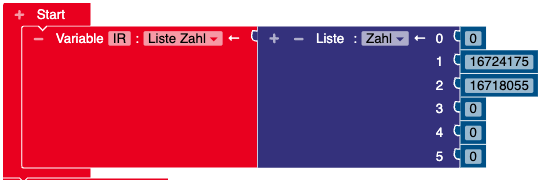 + Start
− Variable IR : Liste Zahl ▾ ← + − Liste : Zahl ▾ ← 0 0
1 16724175
2 16718055
3 0
4 0
5 0